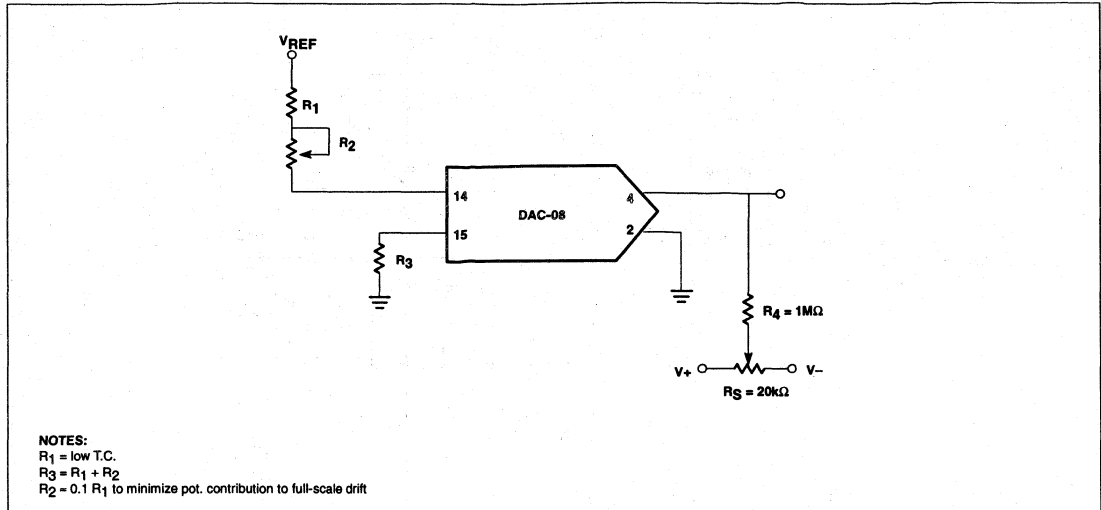 VREF
R1
R2
14
DAC-08
4
15
2
R3
R4 = 1MΩ
V+
V–
RS = 20kΩ
NOTES:
R1 = low T.C.
R3 = R1 + R2
R2 ≈ 0.1 R1 to minimize pot. contribution to full-scale drift